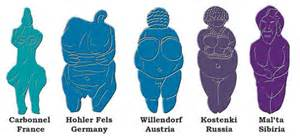 Carbonnel
France
Hohler Fels
Germany
Willendorf
Austria
Kostenki
Russia
Mal'ta
Sibiria